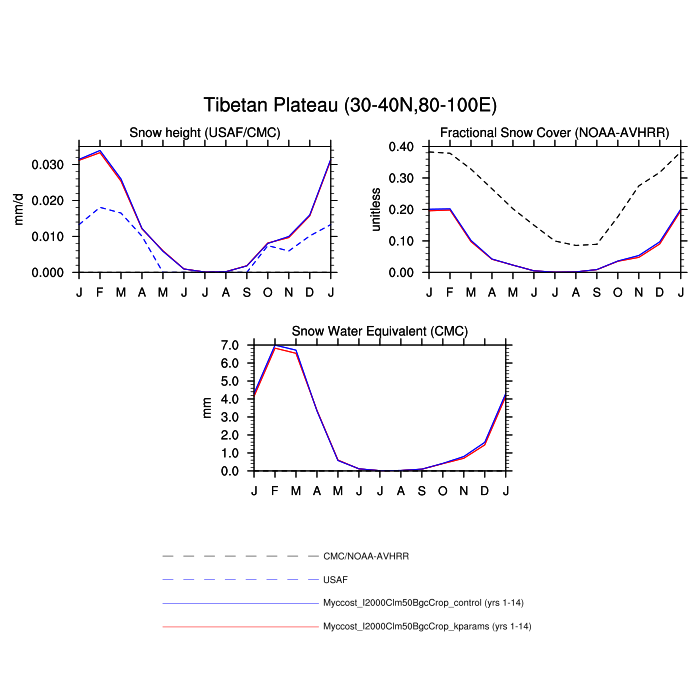 Tibetan Plateau (30-40N,80-100E)
Snow height (USAF/CMC)
mm/d
0.030
0.020
0.010
0.000
J F M A M J J A S O N D J
Fractional Snow Cover (NOAA-AVHRR)
unitless
0.40
0.30
0.20
0.10
0.00
J F M A M J J A S O N D J
Snow Water Equivalent (CMC)
mm
7.0
6.0
5.0
4.0
3.0
2.0
1.0
0.0
J F M A M J J A S O N D J
CMC/NOAA-AVHRR
USAF
Myccost_I2000Clm50BgcCrop_control (yrs 1-14)
Myccost_I2000Clm50BgcCrop_kparams (yrs 1-14)